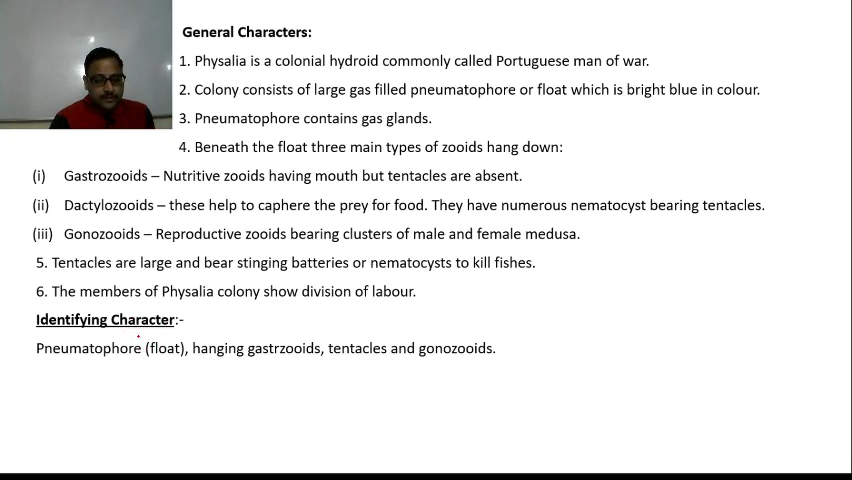 General Characters:
1. Physalia is a colonial hydroid commonly called Portuguese man of war.
2. Colony consists of large gas filled pneumatophore or float which is bright blue in colour.
3. Pneumatophore contains gas glands.
4. Beneath the float three main types of zooids hang down:
(i) Gastrozooids – Nutritive zooids having mouth but tentacles are absent.
(ii) Dactylozooids – these help to caphere the prey for food. They have numerous nematocyst bearing tentacles.
(iii) Gonozooids – Reproductive zooids bearing clusters of male and female medusa.
5. Tentacles are large and bear stinging batteries or nematocysts to kill fishes.
6. The members of Physalia colony show division of labour.
Identifying Character:-
Pneumatophore (float), hanging gastrzooids, tentacles and gonozooids.